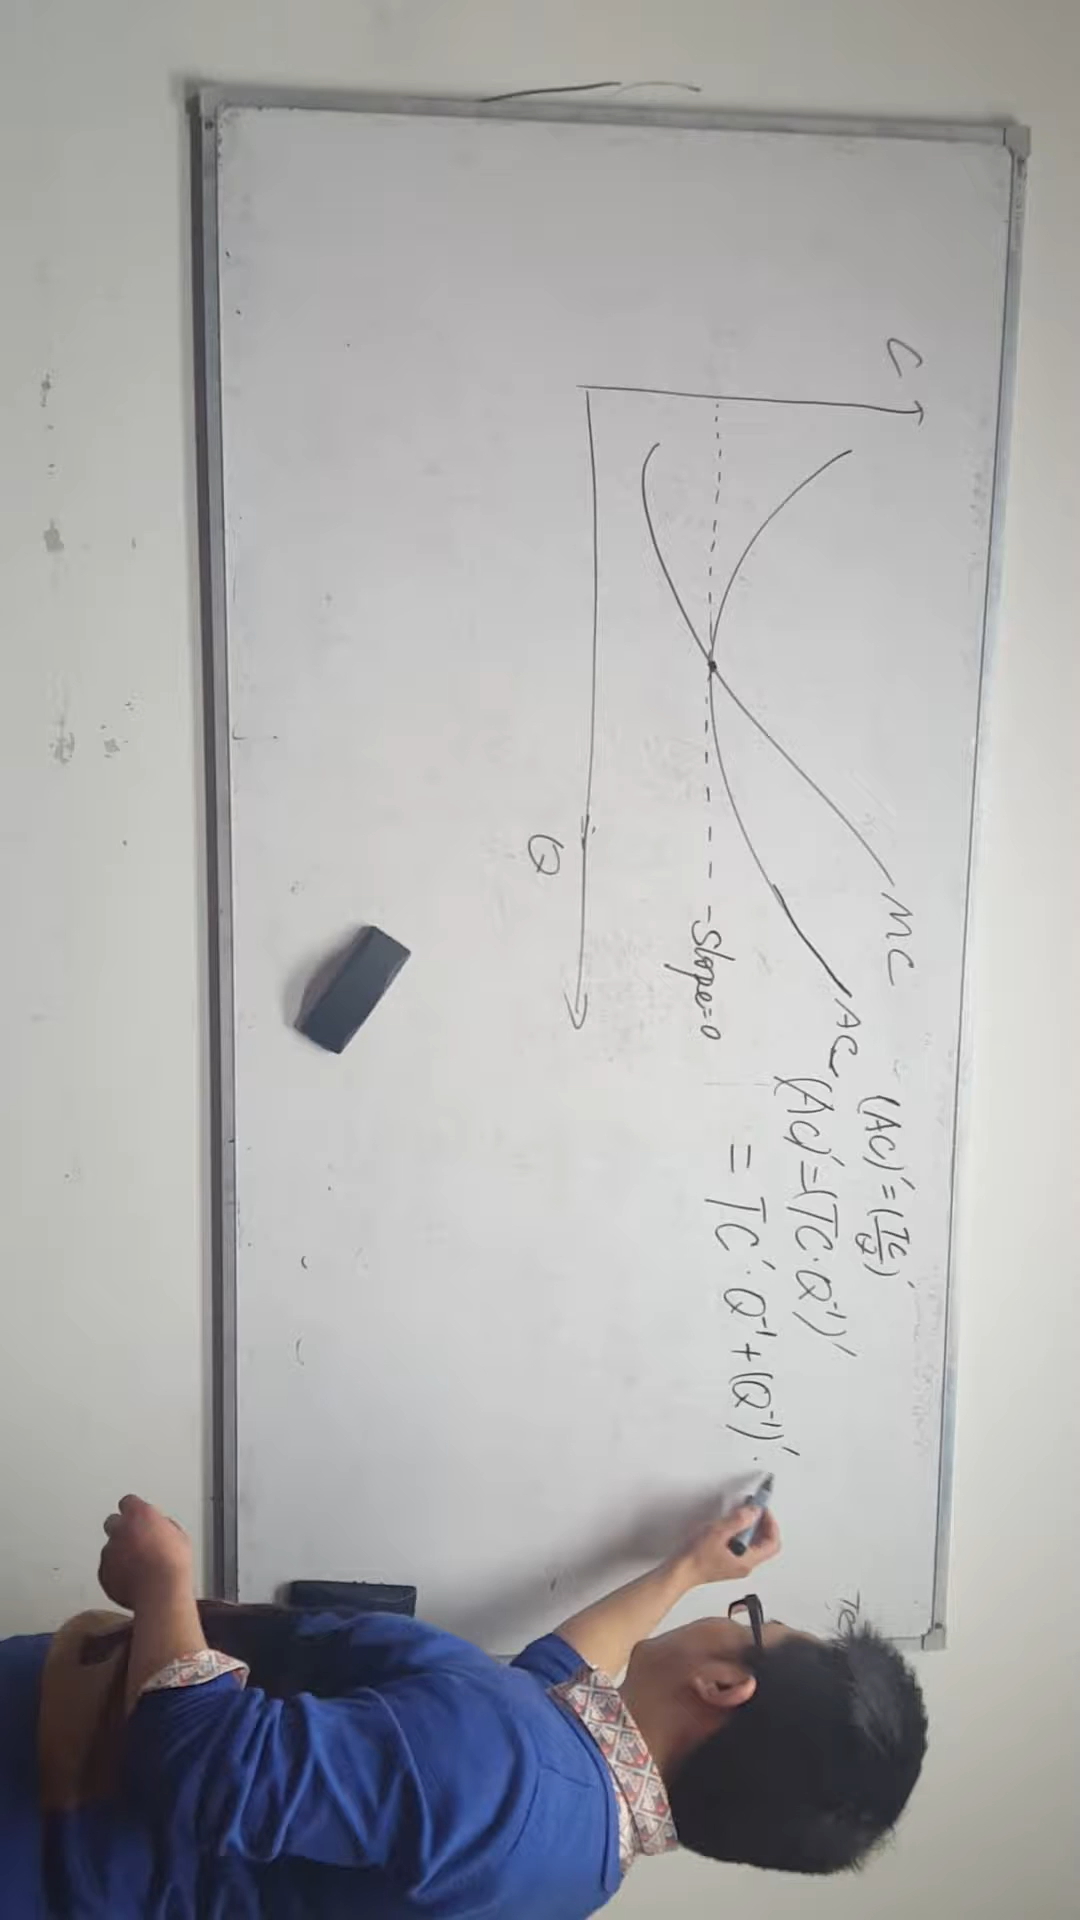 C
MC
AC
Slope=0
Q
(AC)'=(TC/Q)'
(AC)'=(TC·Q⁻¹)'
= TC'·Q⁻¹+(Q⁻¹)'·